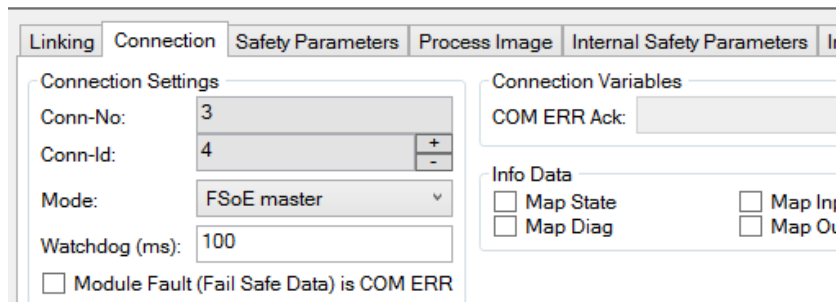 Linking Connection Safety Parameters Process Image Internal Safety Parameters
Connection Settings
Conn-No: 3
Conn-Id: 4 + -
Mode: FSoE master
Watchdog (ms): 100
Module Fault (Fail Safe Data) is COM ERR
Connection Variables
COM ERR Ack:
Info Data
Map State Map
Map Diag Map